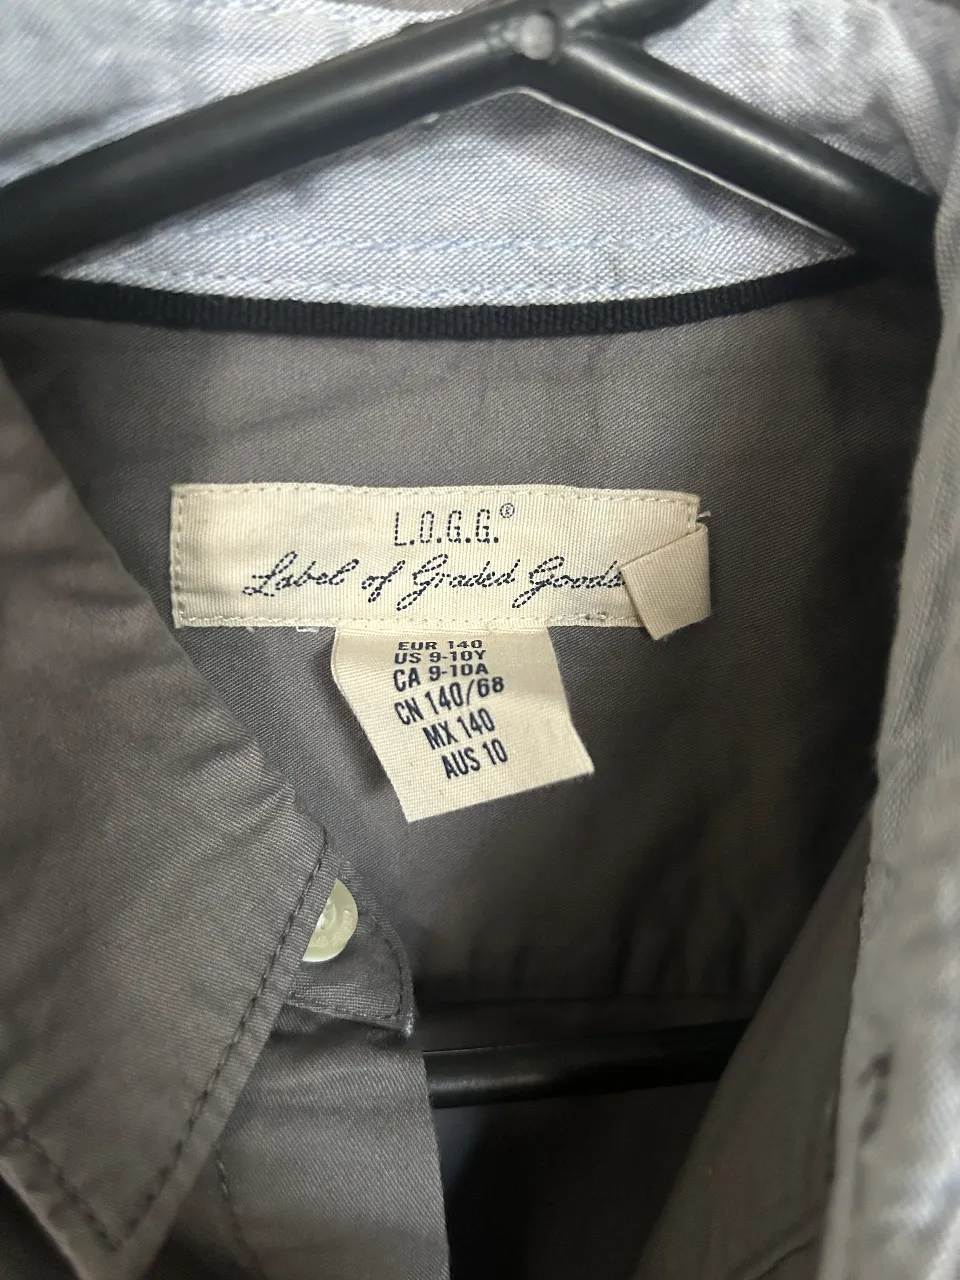 L.O.G.G.®
Label of Graded Goods
EUR 140
US 9-10Y
CA 9-10A
CN 140/68
MX 140
AUS 10